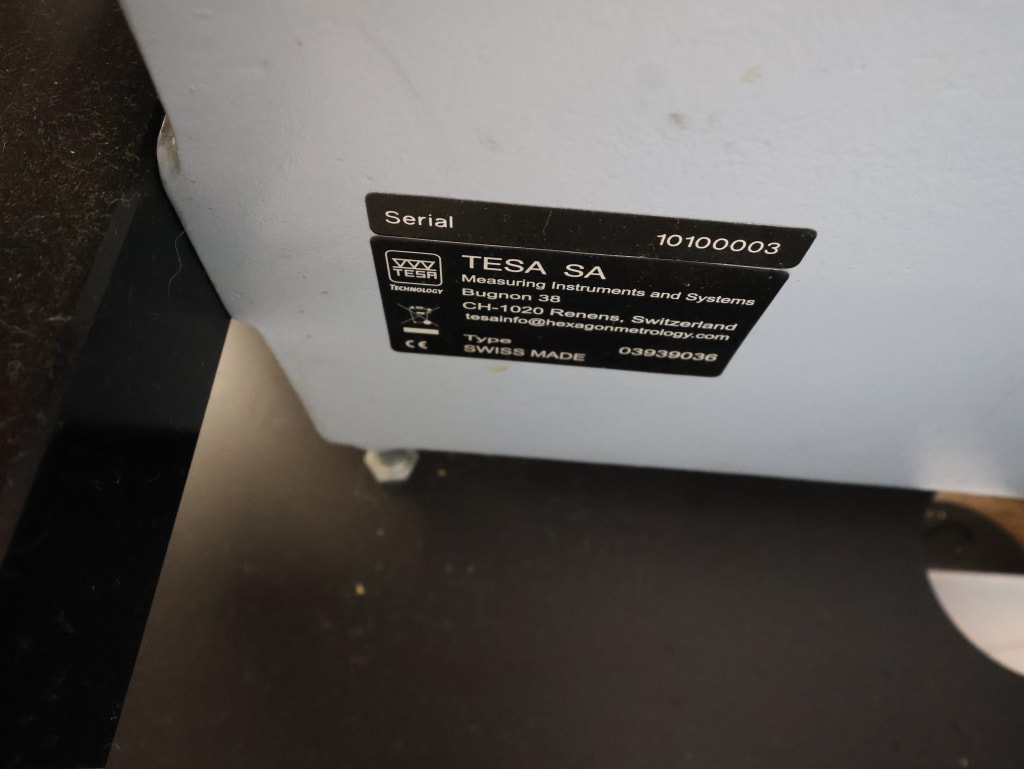 Serial 10100003
TESA
TECHNOLOGY
TESA SA
Measuring Instruments and Systems
Bugnon 38
CH-1020 Renens, Switzerland
tesainfo@hexagonmetrology.com
Type 03939036
SWISS MADE
CE